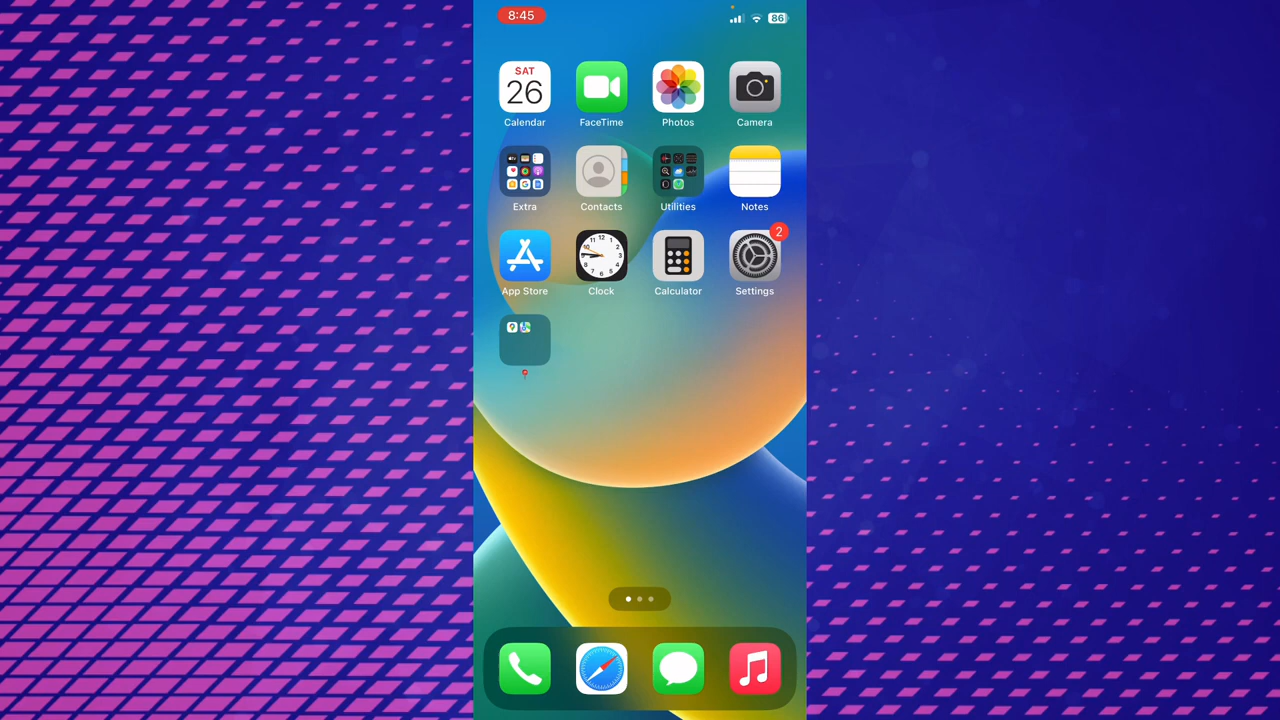 8:45
86
SAT
26
Calendar
FaceTime
Photos
Camera
Extra
Contacts
Utilities
Notes
2
App Store
Clock
Calculator
Settings